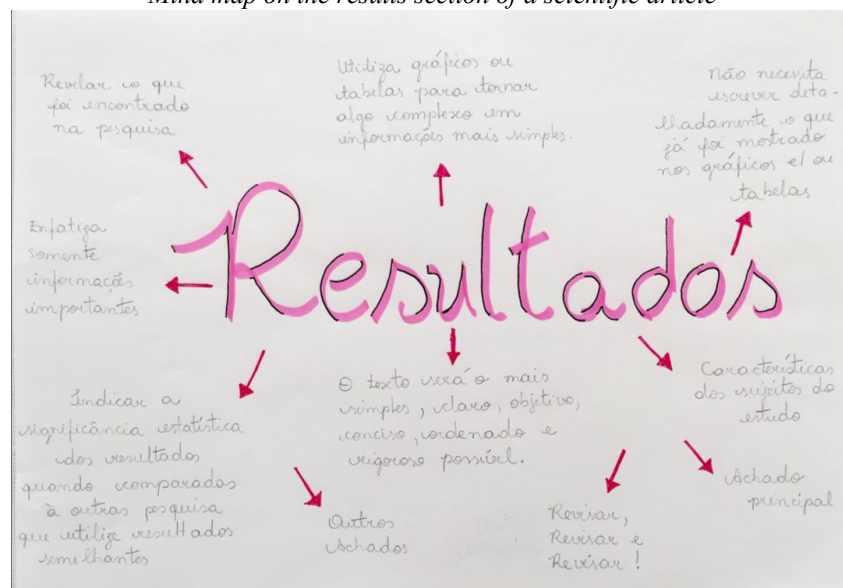 Mind map on the results section of a scientific article
Revelar o que
foi encontrado
na pesquisa
Utiliza gráficos ou
tabelas para tornar
algo complexo em
informações mais simples.
Não necessita
escrever deta-
lhadamente o que
já foi mostrado
nos gráficos e/ou
tabelas
Enfatiza
somente
informações
importantes
Resultados
Indicar a
significância estatística
dos resultados
quando comparados
à outras pesquisa
que utilize resultados
semelhantes
O texto será o mais
simples, claro, objetivo,
conciso, ordenado e
rigoroso possível.
Características
dos sujeitos do
estudo
Achado
principal
Outros
Achados
Revisar,
Revisar e
Revisar!